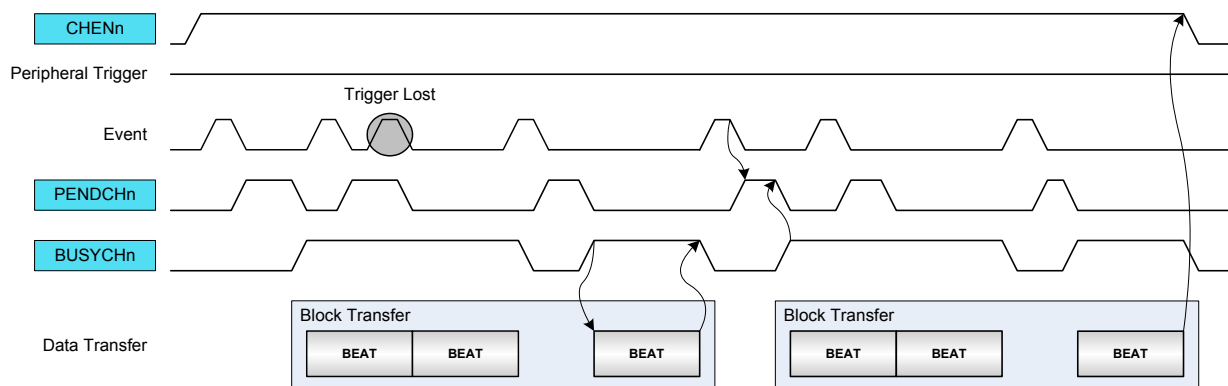 CHENn
Peripheral Trigger
Trigger Lost
Event
PENDCHn
BUSYCHn
Block Transfer
Block Transfer
Data Transfer
BEAT
BEAT
BEAT
BEAT
BEAT
BEAT